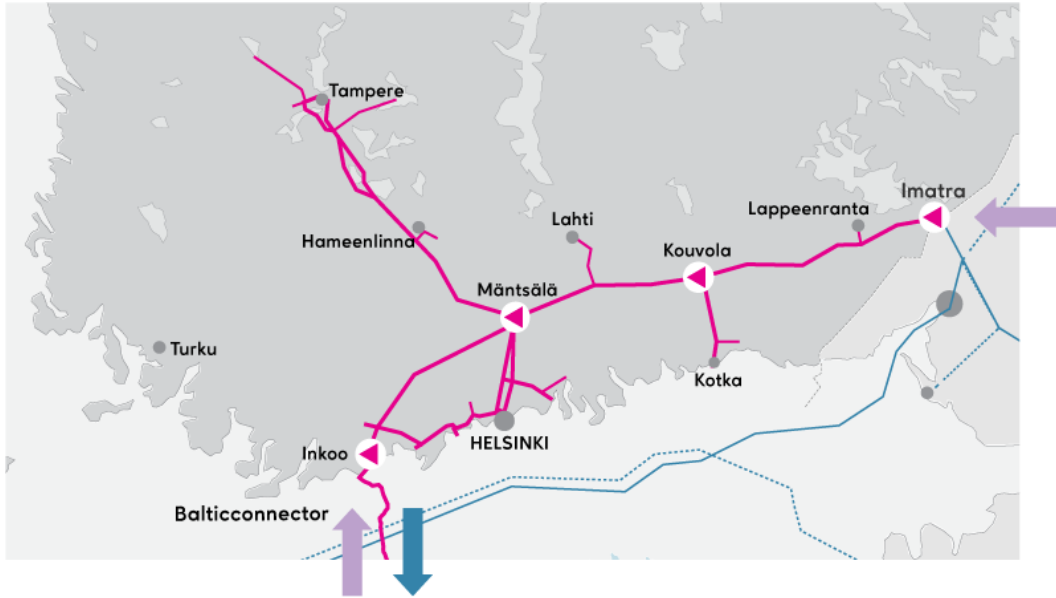 Tampere
Imatra
Lappeenranta
Lahti
Hameenlinna
Kouvola
Mäntsälä
Turku
Kotka
HELSINKI
Inkoo
Balticconnector